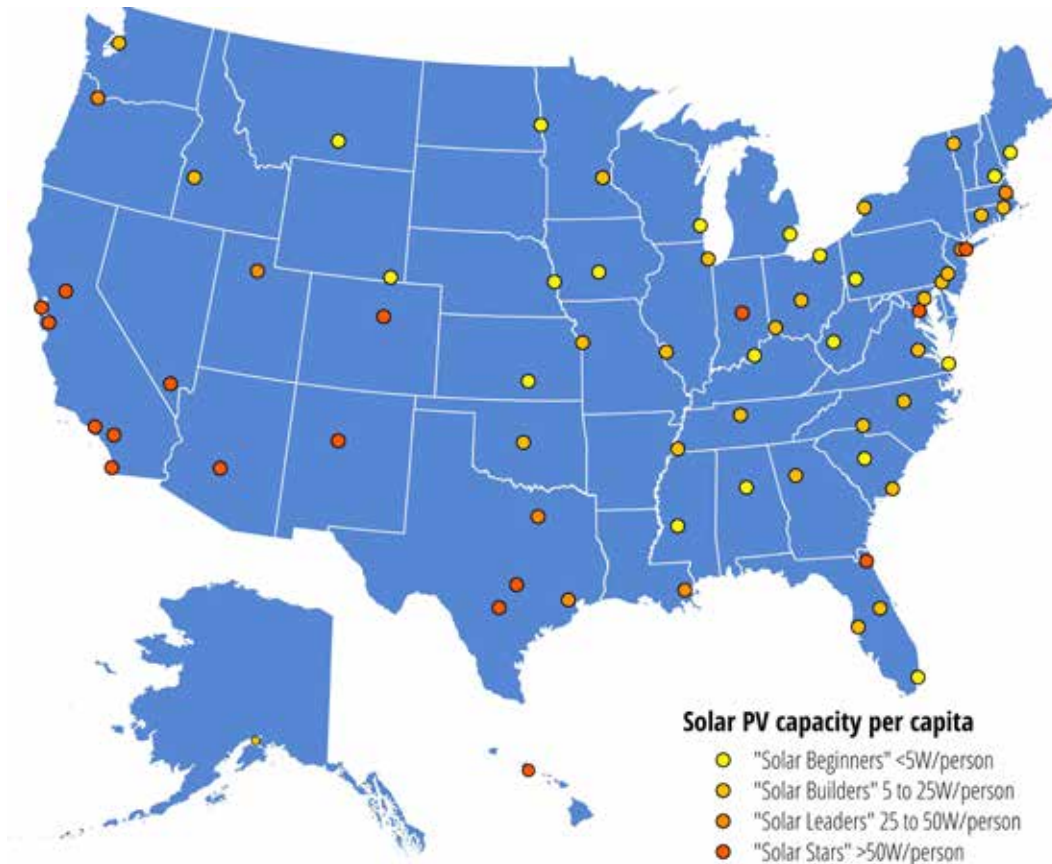 Solar PV capacity per capita
"Solar Beginners" <5W/person
"Solar Builders" 5 to 25W/person
"Solar Leaders" 25 to 50W/person
"Solar Stars" >50W/person